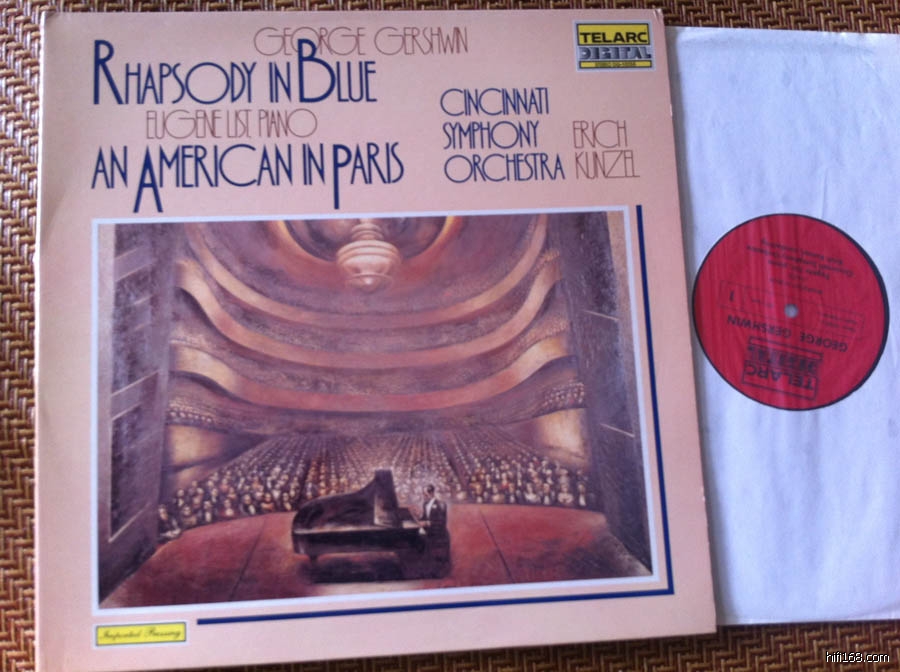 GEORGE GERSHWIN
RHAPSODY IN BLUE
EUGENE LIST, PIANO
AN AMERICAN IN PARIS
CINCINNATI
SYMPHONY
ORCHESTRA
ERICH
KUNZEL
TELARC
DIGITAL
Imported Pressing
GEORGE GERSHWIN
TELARC
DIGITAL
hifi168.com